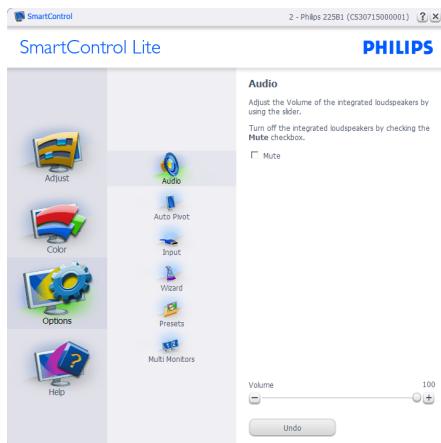 SmartControl
2 - Philips 225B1 (CS30715000001)
SmartControl Lite
PHILIPS
Adjust
Color
Options
Help
Audio
Auto Pivot
Input
Wizard
Presets
Multi Monitors
Audio
Adjust the Volume of the integrated loudspeakers by
using the slider.
Turn off the integrated loudspeakers by checking the
Mute checkbox.
Mute
Volume
100
Undo